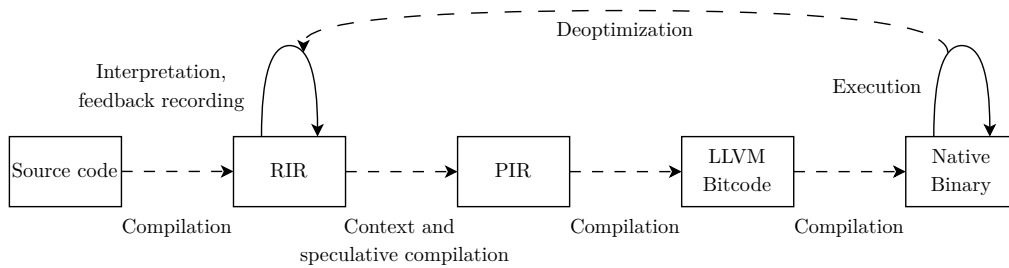 Deoptimization
Interpretation,
feedback recording
Execution
Source code
RIR
PIR
LLVM
Bitcode
Native
Binary
Compilation
Context and
speculative compilation
Compilation
Compilation